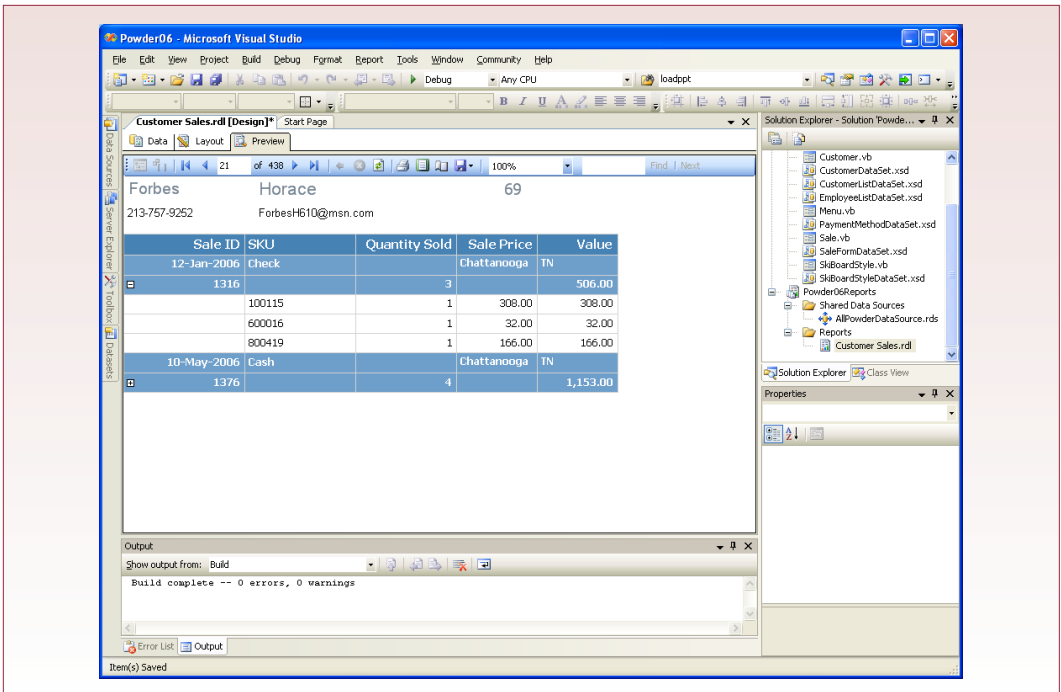 Powder06 - Microsoft Visual Studio
File Edit View Project Build Debug Format Report Tools Window Community Help
Debug Any CPU loadppt
B I U A
Customer Sales.rdl [Design]* Start Page
Data Layout Preview
21 of 438 100% Find | Next
Forbes Horace 69
213-757-9252 ForbesH610@msn.com
Sale ID SKU Quantity Sold Sale Price Value
12-Jan-2006 Check Chattanooga TN
1316 3 506.00
100115 1 308.00 308.00
600016 1 32.00 32.00
800419 1 166.00 166.00
10-May-2006 Cash Chattanooga TN
1376 4 1,153.00
Data Sources
Server Explorer
Toolbox
Datasets
Solution Explorer - Solution 'Powde...
Customer.vb
CustomerDataSet.xsd
CustomerListDataSet.xsd
EmployeeListDataSet.xsd
Menu.vb
PaymentMethodDataSet.xsd
Sale.vb
SaleFormDataSet.xsd
SkiBoardStyle.vb
SkiBoardStyleDataSet.xsd
Powder06Reports
Shared Data Sources
AllPowderDataSource.rds
Reports
Customer Sales.rdl
Solution Explorer Class View
Properties
Output
Show output from: Build
Build complete -- 0 errors, 0 warnings
Error List Output
Item(s) Saved